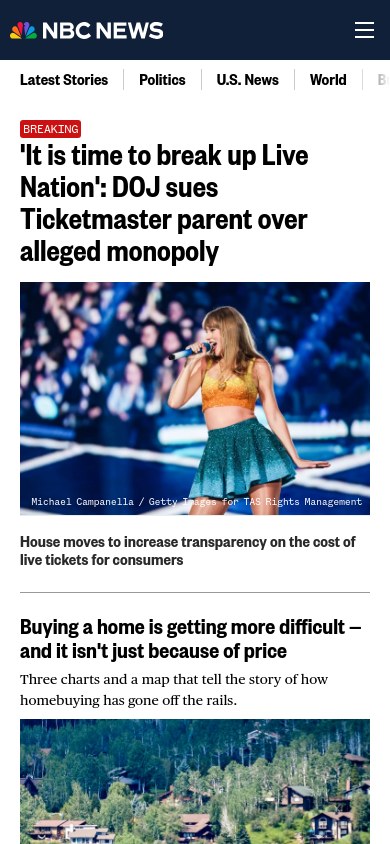 NBC NEWS
Latest Stories
Politics
U.S. News
World
BREAKING
'It is time to break up Live
Nation': DOJ sues
Ticketmaster parent over
alleged monopoly
Michael Campanella / Getty Images for TAS Rights Management
House moves to increase transparency on the cost of
live tickets for consumers
Buying a home is getting more difficult —
and it isn't just because of price
Three charts and a map that tell the story of how
homebuying has gone off the rails.